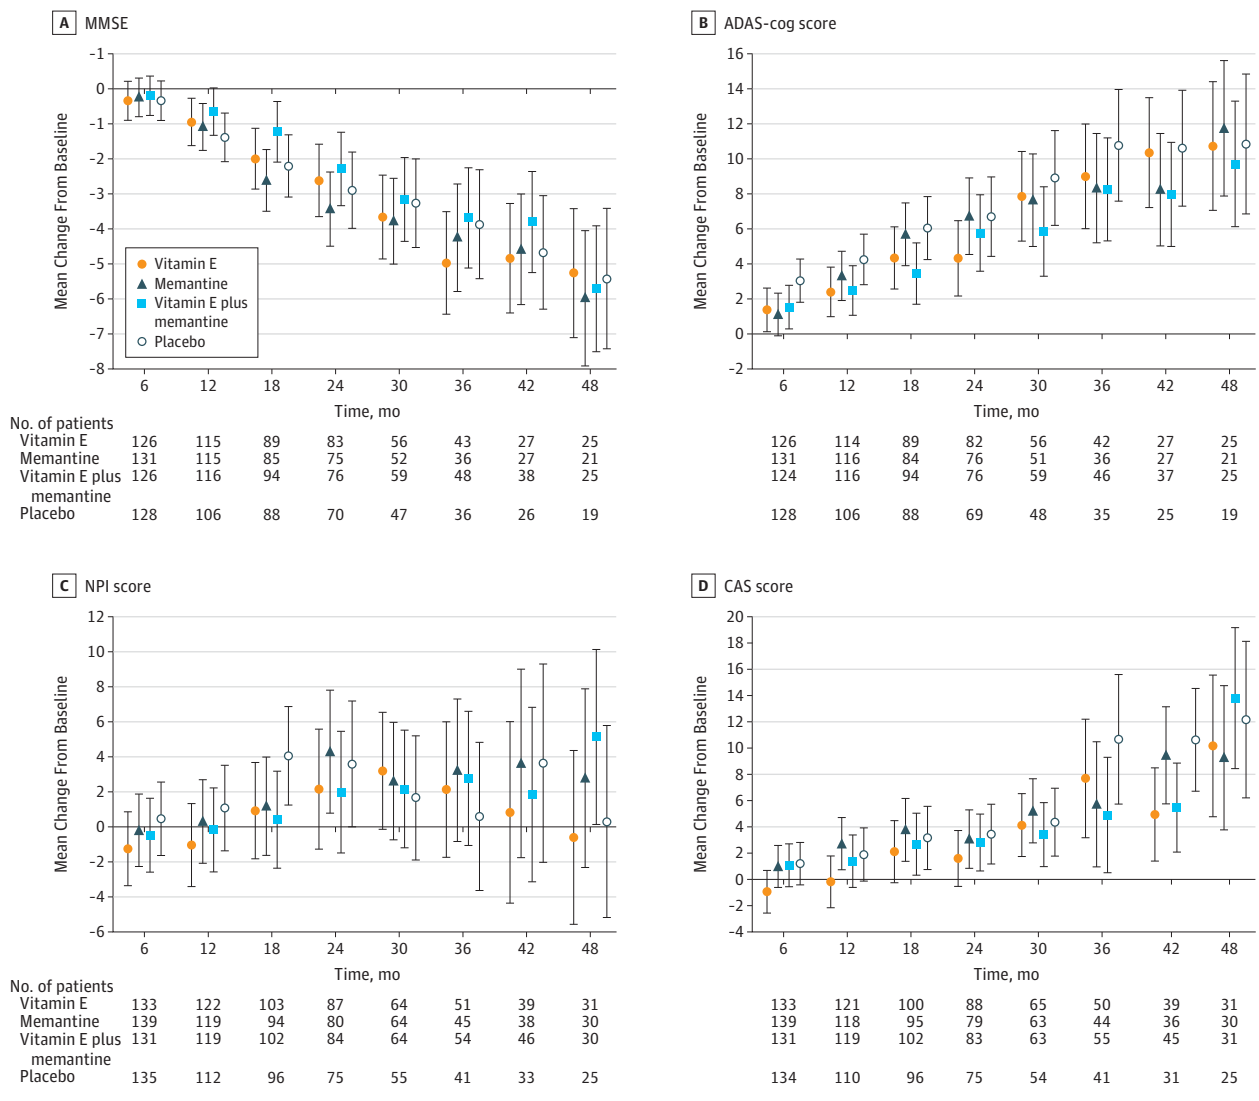 A MMSE
Mean Change From Baseline
-1
0
-1
-2
-3
-4
-5
-6
-7
-8
Vitamin E
Memantine
Vitamin E plus
memantine
Placebo
6 12 18 24 30 36 42 48
Time, mo
No. of patients
Vitamin E 126 115 89 83 56 43 27 25
Memantine 131 115 85 75 52 36 27 21
Vitamin E plus 126 116 94 76 59 48 38 25
memantine
Placebo 128 106 88 70 47 36 26 19
B ADAS-cog score
Mean Change From Baseline
16
14
12
10
8
6
4
2
0
-2
6 12 18 24 30 36 42 48
Time, mo
126 114 89 82 56 42 27 25
131 116 84 76 51 36 27 21
124 116 94 76 59 46 37 25
128 106 88 69 48 35 25 19
C NPI score
Mean Change From Baseline
12
10
8
6
4
2
0
-2
-4
-6
6 12 18 24 30 36 42 48
Time, mo
No. of patients
Vitamin E 133 122 103 87 64 51 39 31
Memantine 139 119 94 80 64 45 38 30
Vitamin E plus 131 119 102 84 64 54 46 30
memantine
Placebo 135 112 96 75 55 41 33 25
D CAS score
Mean Change From Baseline
20
18
16
14
12
10
8
6
4
2
0
-2
-4
6 12 18 24 30 36 42 48
Time, mo
133 121 100 88 65 50 39 31
139 118 95 79 63 44 36 30
131 119 102 83 63 55 45 31
134 110 96 75 54 41 31 25